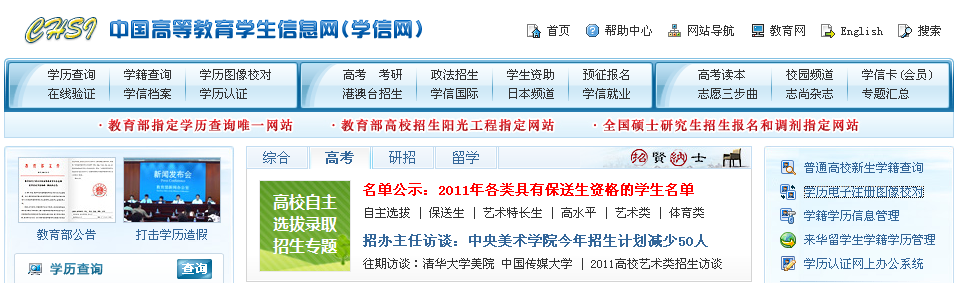 CHSI 中国高等教育学生信息网(学信网) 首页 帮助中心 网站导航 教育网 English 搜索
学历查询 学籍查询 学历图像校对 高考 考研 政法招生 学生资助 预征报名 高考读本 校园频道 学信卡(会员)
在线验证 学信档案 学历认证 港澳台招生 学信国际 日本频道 学信就业 志愿三步曲 志尚杂志 专题汇总
·教育部指定学历查询唯一网站 ·教育部高校招生阳光工程指定网站 ·全国硕士研究生招生报名和调剂指定网站
新闻发布会
教育部公告 打击学历造假
学历查询 查询
综合 高考 研招 留学 招贤纳士
高校自主
选拔录取
招生专题
名单公示：2011年各类具有保送生资格的学生名单
自主选拔 | 保送生 | 艺术特长生 | 高水平 | 艺术类 | 体育类
招办主任访谈：中央美术学院今年招生计划减少50人
往期访谈：清华大学美院 中国传媒大学 | 2011高校艺术类招生访谈
普通高校新生学籍查询
学历电子注册图像校对
学籍学历信息管理
来华留学生学籍学历管理
学历认证网上办公系统